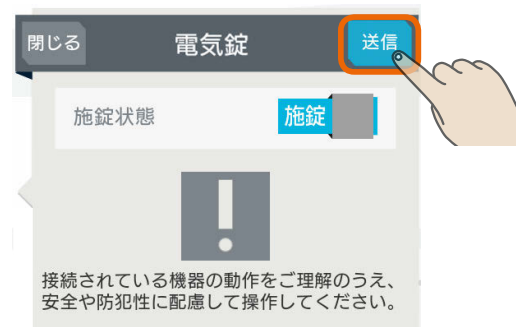 閉じる 電気錠 送信
施錠状態 施錠
接続されている機器の動作をご理解のうえ、
安全や防犯性に配慮して操作してください。